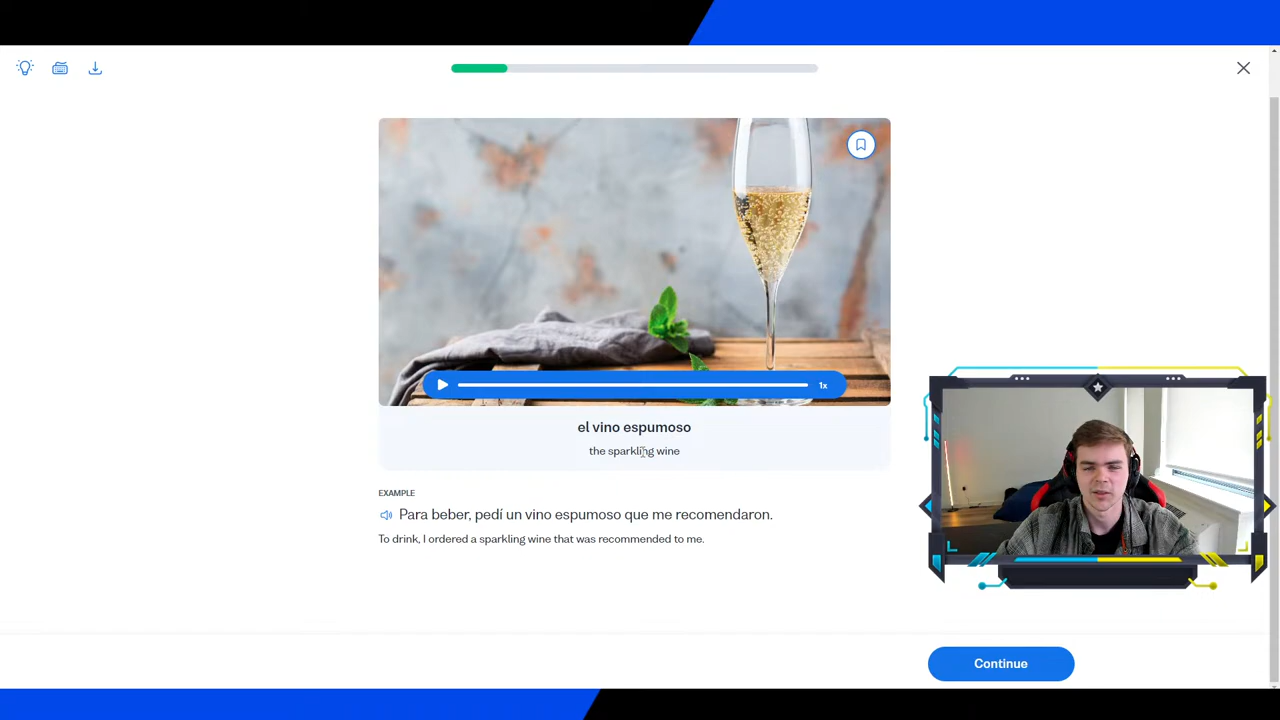 1x
el vino espumoso
the sparkling wine
EXAMPLE
Para beber, pedí un vino espumoso que me recomendaron.
To drink, I ordered a sparkling wine that was recommended to me.
Continue